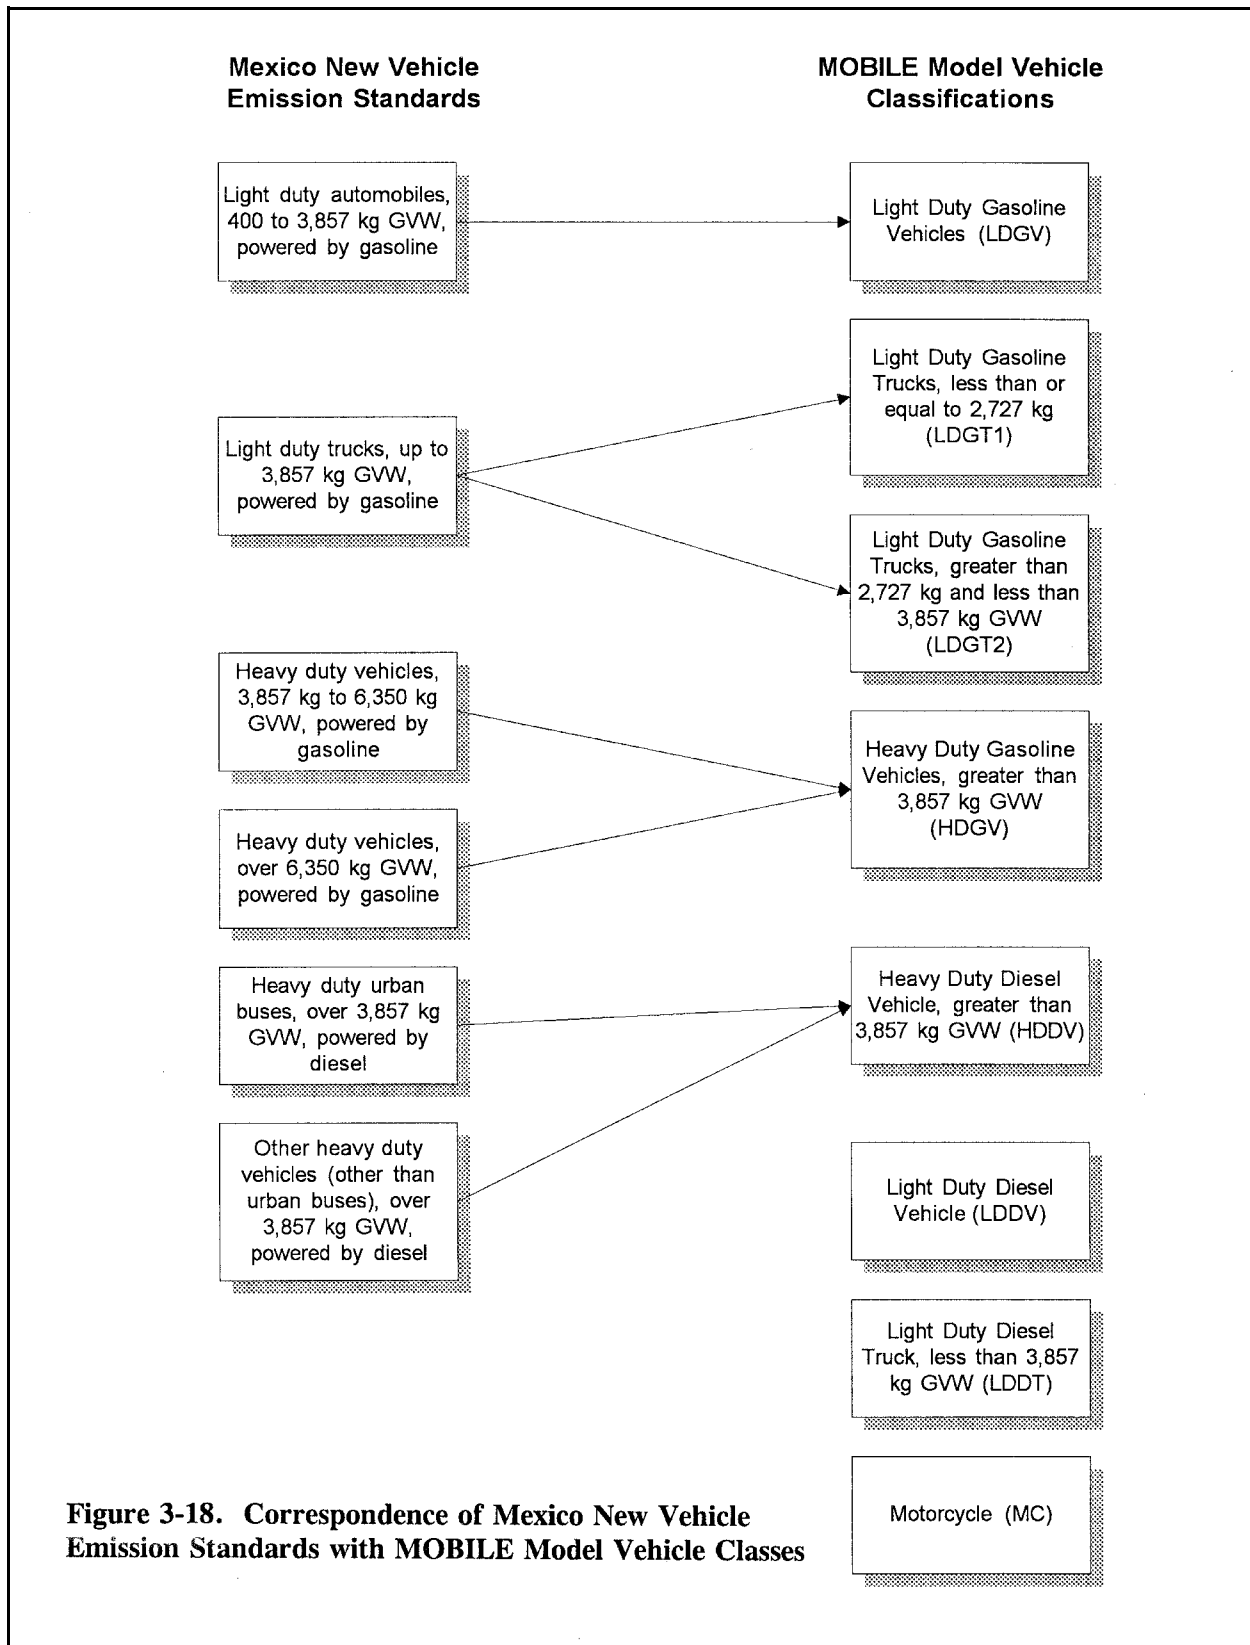 Mexico New Vehicle
Emission Standards
MOBILE Model Vehicle
Classifications
Light duty automobiles,
400 to 3,857 kg GVW,
powered by gasoline
Light Duty Gasoline
Vehicles (LDGV)
Light Duty Gasoline
Trucks, less than or
equal to 2,727 kg
(LDGT1)
Light duty trucks, up to
3,857 kg GVW,
powered by gasoline
Light Duty Gasoline
Trucks, greater than
2,727 kg and less than
3,857 kg GVW
(LDGT2)
Heavy duty vehicles,
3,857 kg to 6,350 kg
GVW, powered by
gasoline
Heavy Duty Gasoline
Vehicles, greater than
3,857 kg GVW
(HDGV)
Heavy duty vehicles,
over 6,350 kg GVW,
powered by gasoline
Heavy duty urban
buses, over 3,857 kg
GVW, powered by
diesel
Heavy Duty Diesel
Vehicle, greater than
3,857 kg GVW (HDDV)
Other heavy duty
vehicles (other than
urban buses), over
3,857 kg GVW,
powered by diesel
Light Duty Diesel
Vehicle (LDDV)
Light Duty Diesel
Truck, less than 3,857
kg GVW (LDDT)
Motorcycle (MC)
Figure 3-18. Correspondence of Mexico New Vehicle
Emission Standards with MOBILE Model Vehicle Classes